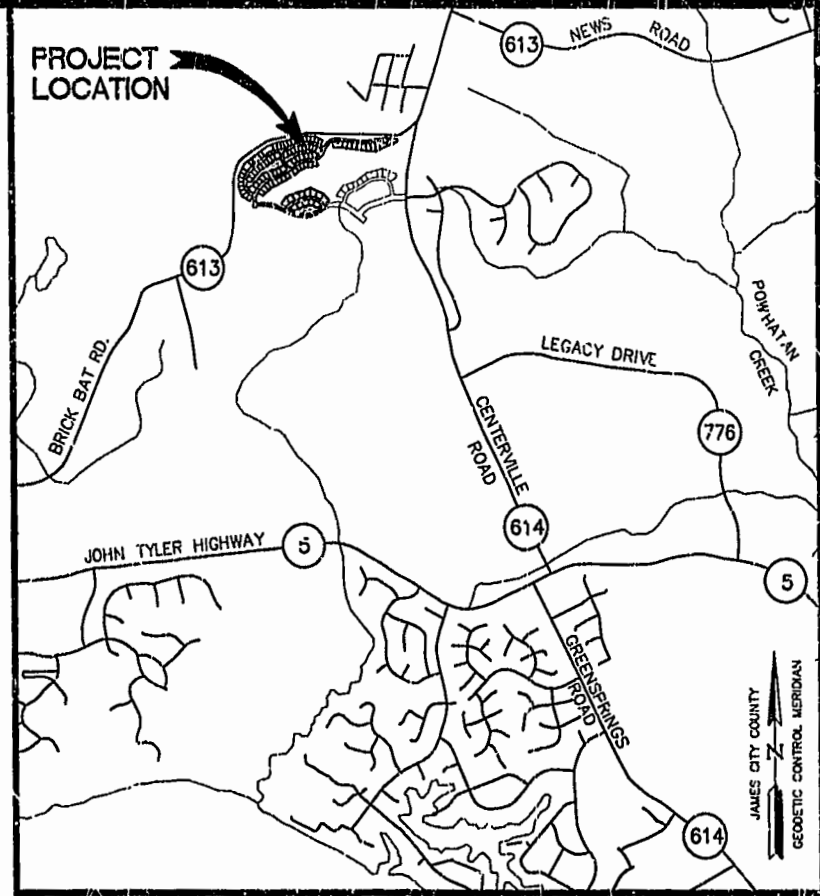 PROJECT
LOCATION
613
NEWS ROAD
613
BRICK BAT RD.
POWHATAN
CREEK
LEGACY DRIVE
776
CENTERVILLE
ROAD
614
JOHN TYLER HIGHWAY
5
5
GREENSPRINGS
ROAD
614
JAMES CITY COUNTY
N
GEODETIC CONTROL MERIDIAN